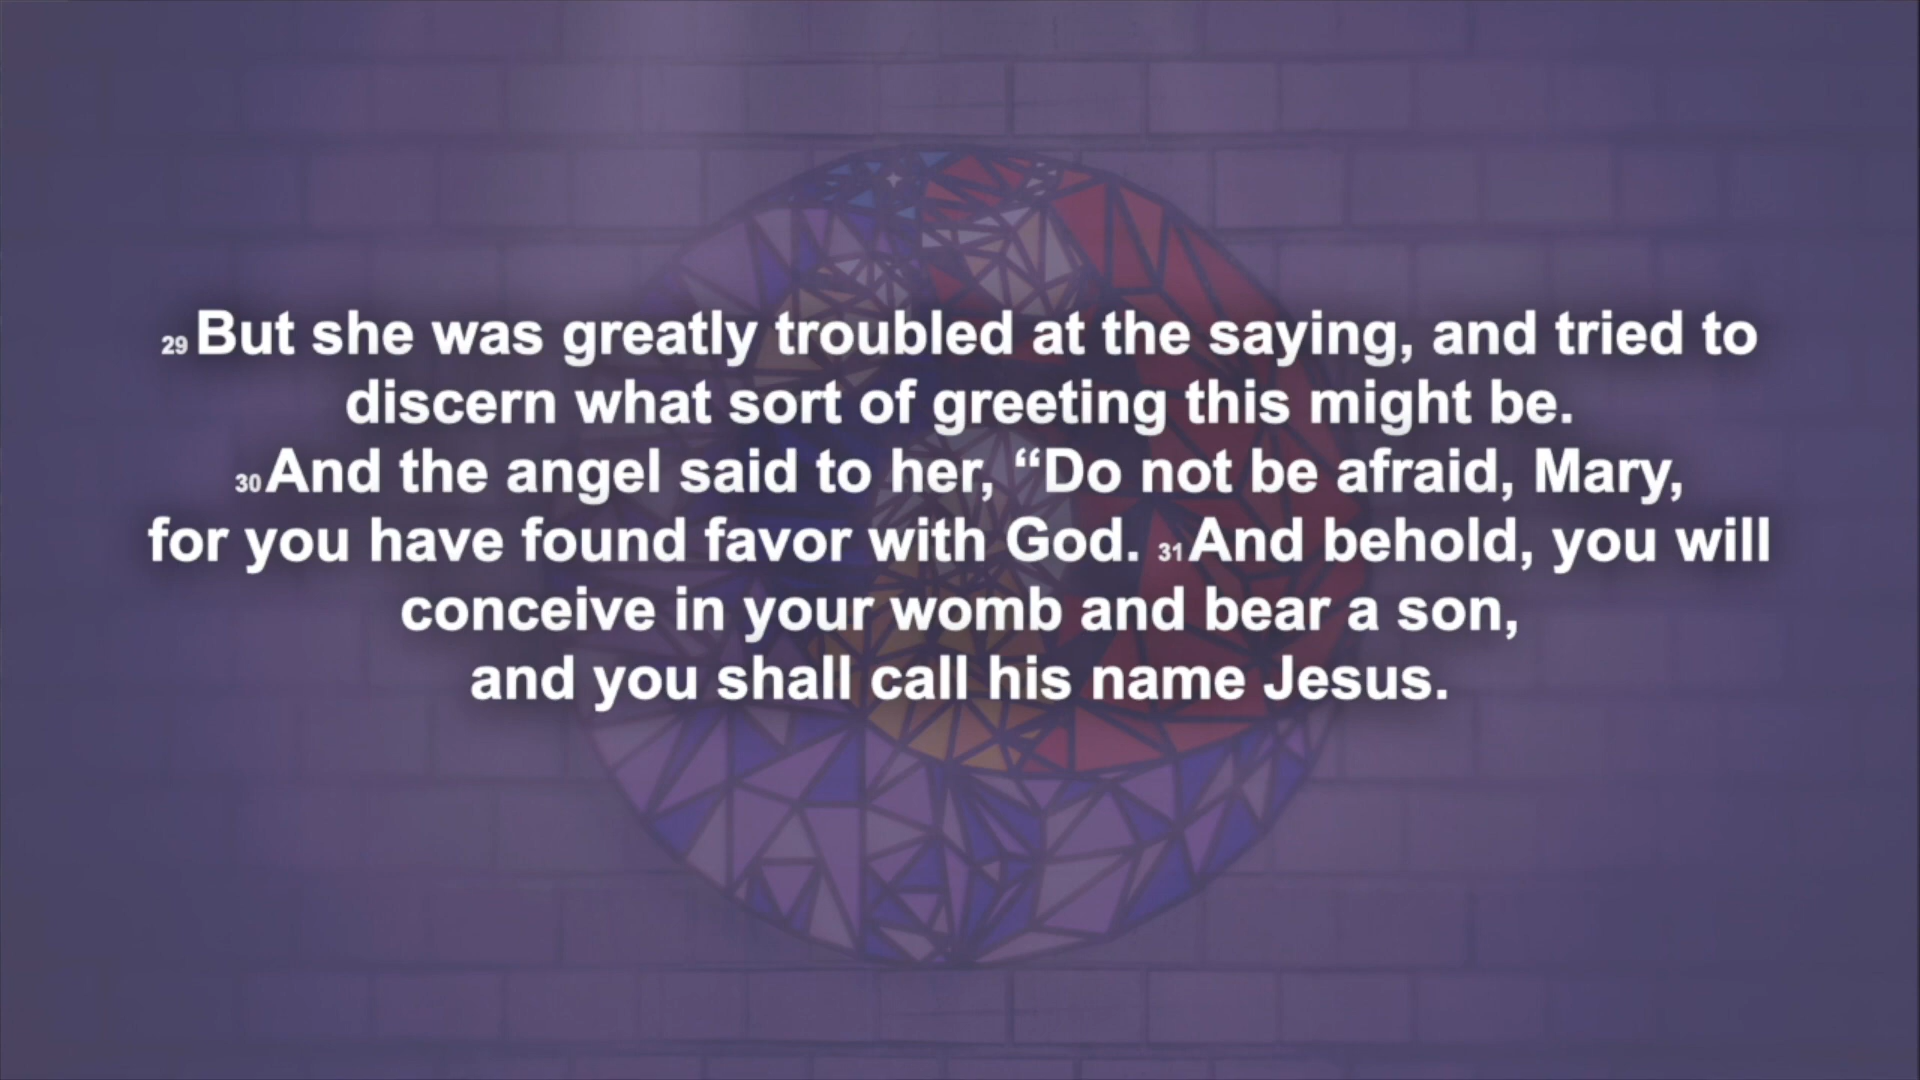 29 But she was greatly troubled at the saying, and tried to
discern what sort of greeting this might be.
30 And the angel said to her, “Do not be afraid, Mary,
for you have found favor with God. 31 And behold, you will
conceive in your womb and bear a son,
and you shall call his name Jesus.